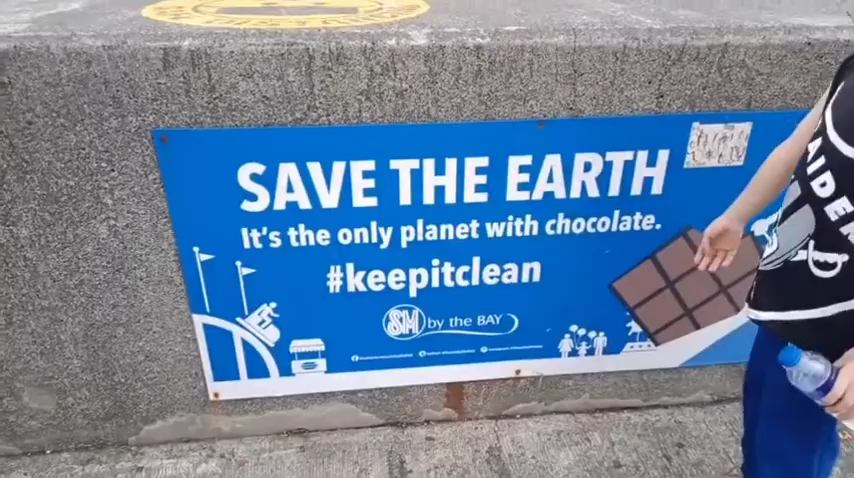 SAVE THE EARTH
It's the only planet with chocolate.
#keepitclean
SM by the BAY